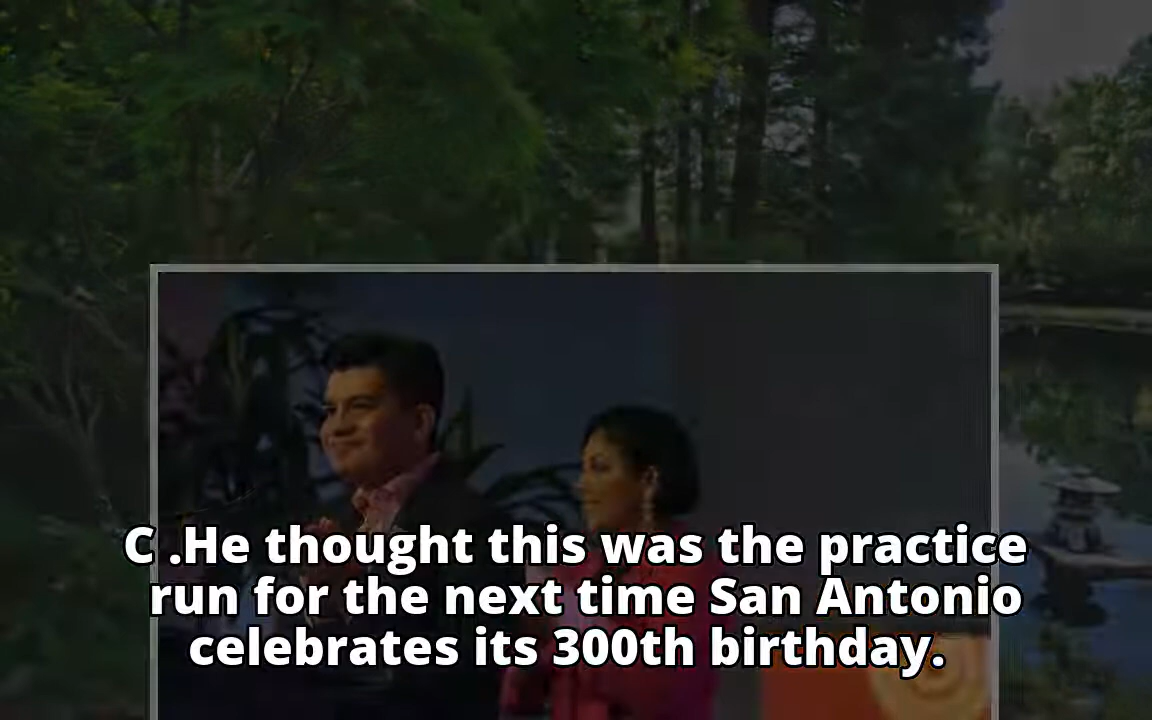 C .He thought this was the practice
run for the next time San Antonio
celebrates its 300th birthday.